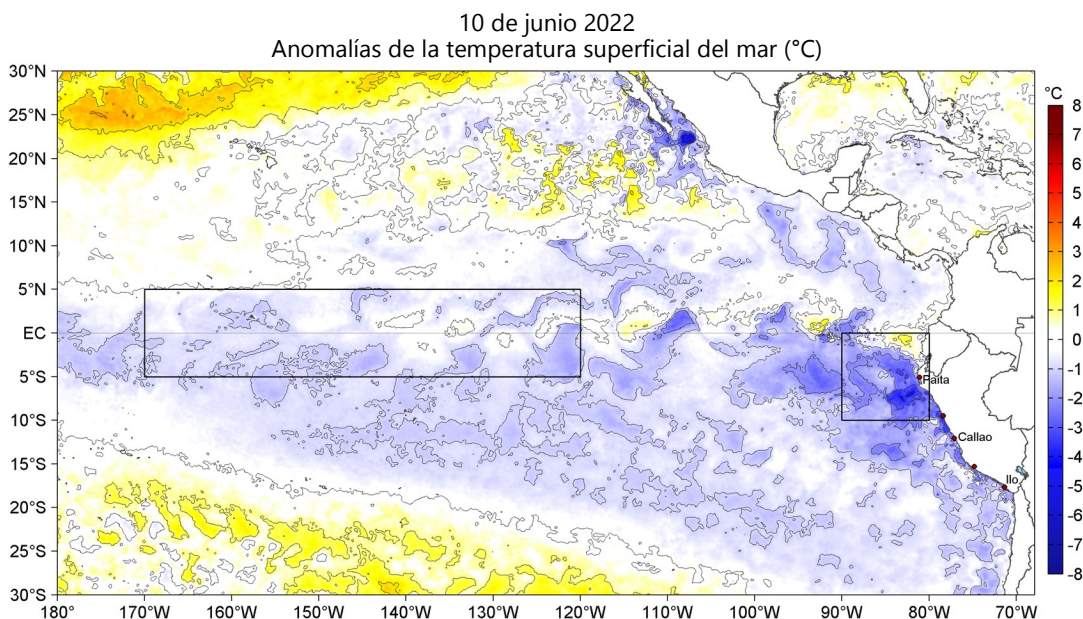 10 de junio 2022
Anomalías de la temperatura superficial del mar (°C)
30°N
25°N
20°N
15°N
10°N
5°N
EC
5°S
10°S
15°S
20°S
25°S
30°S
180
170°W
160°W
150°W
140°W
130°W
120°W
110°W
100°W
90°W
80°W
70°W
Paita
Callao
Ilo
°C
8
7
6
5
4
3
2
1
0
-1
-2
-3
-4
-5
-6
-7
-8